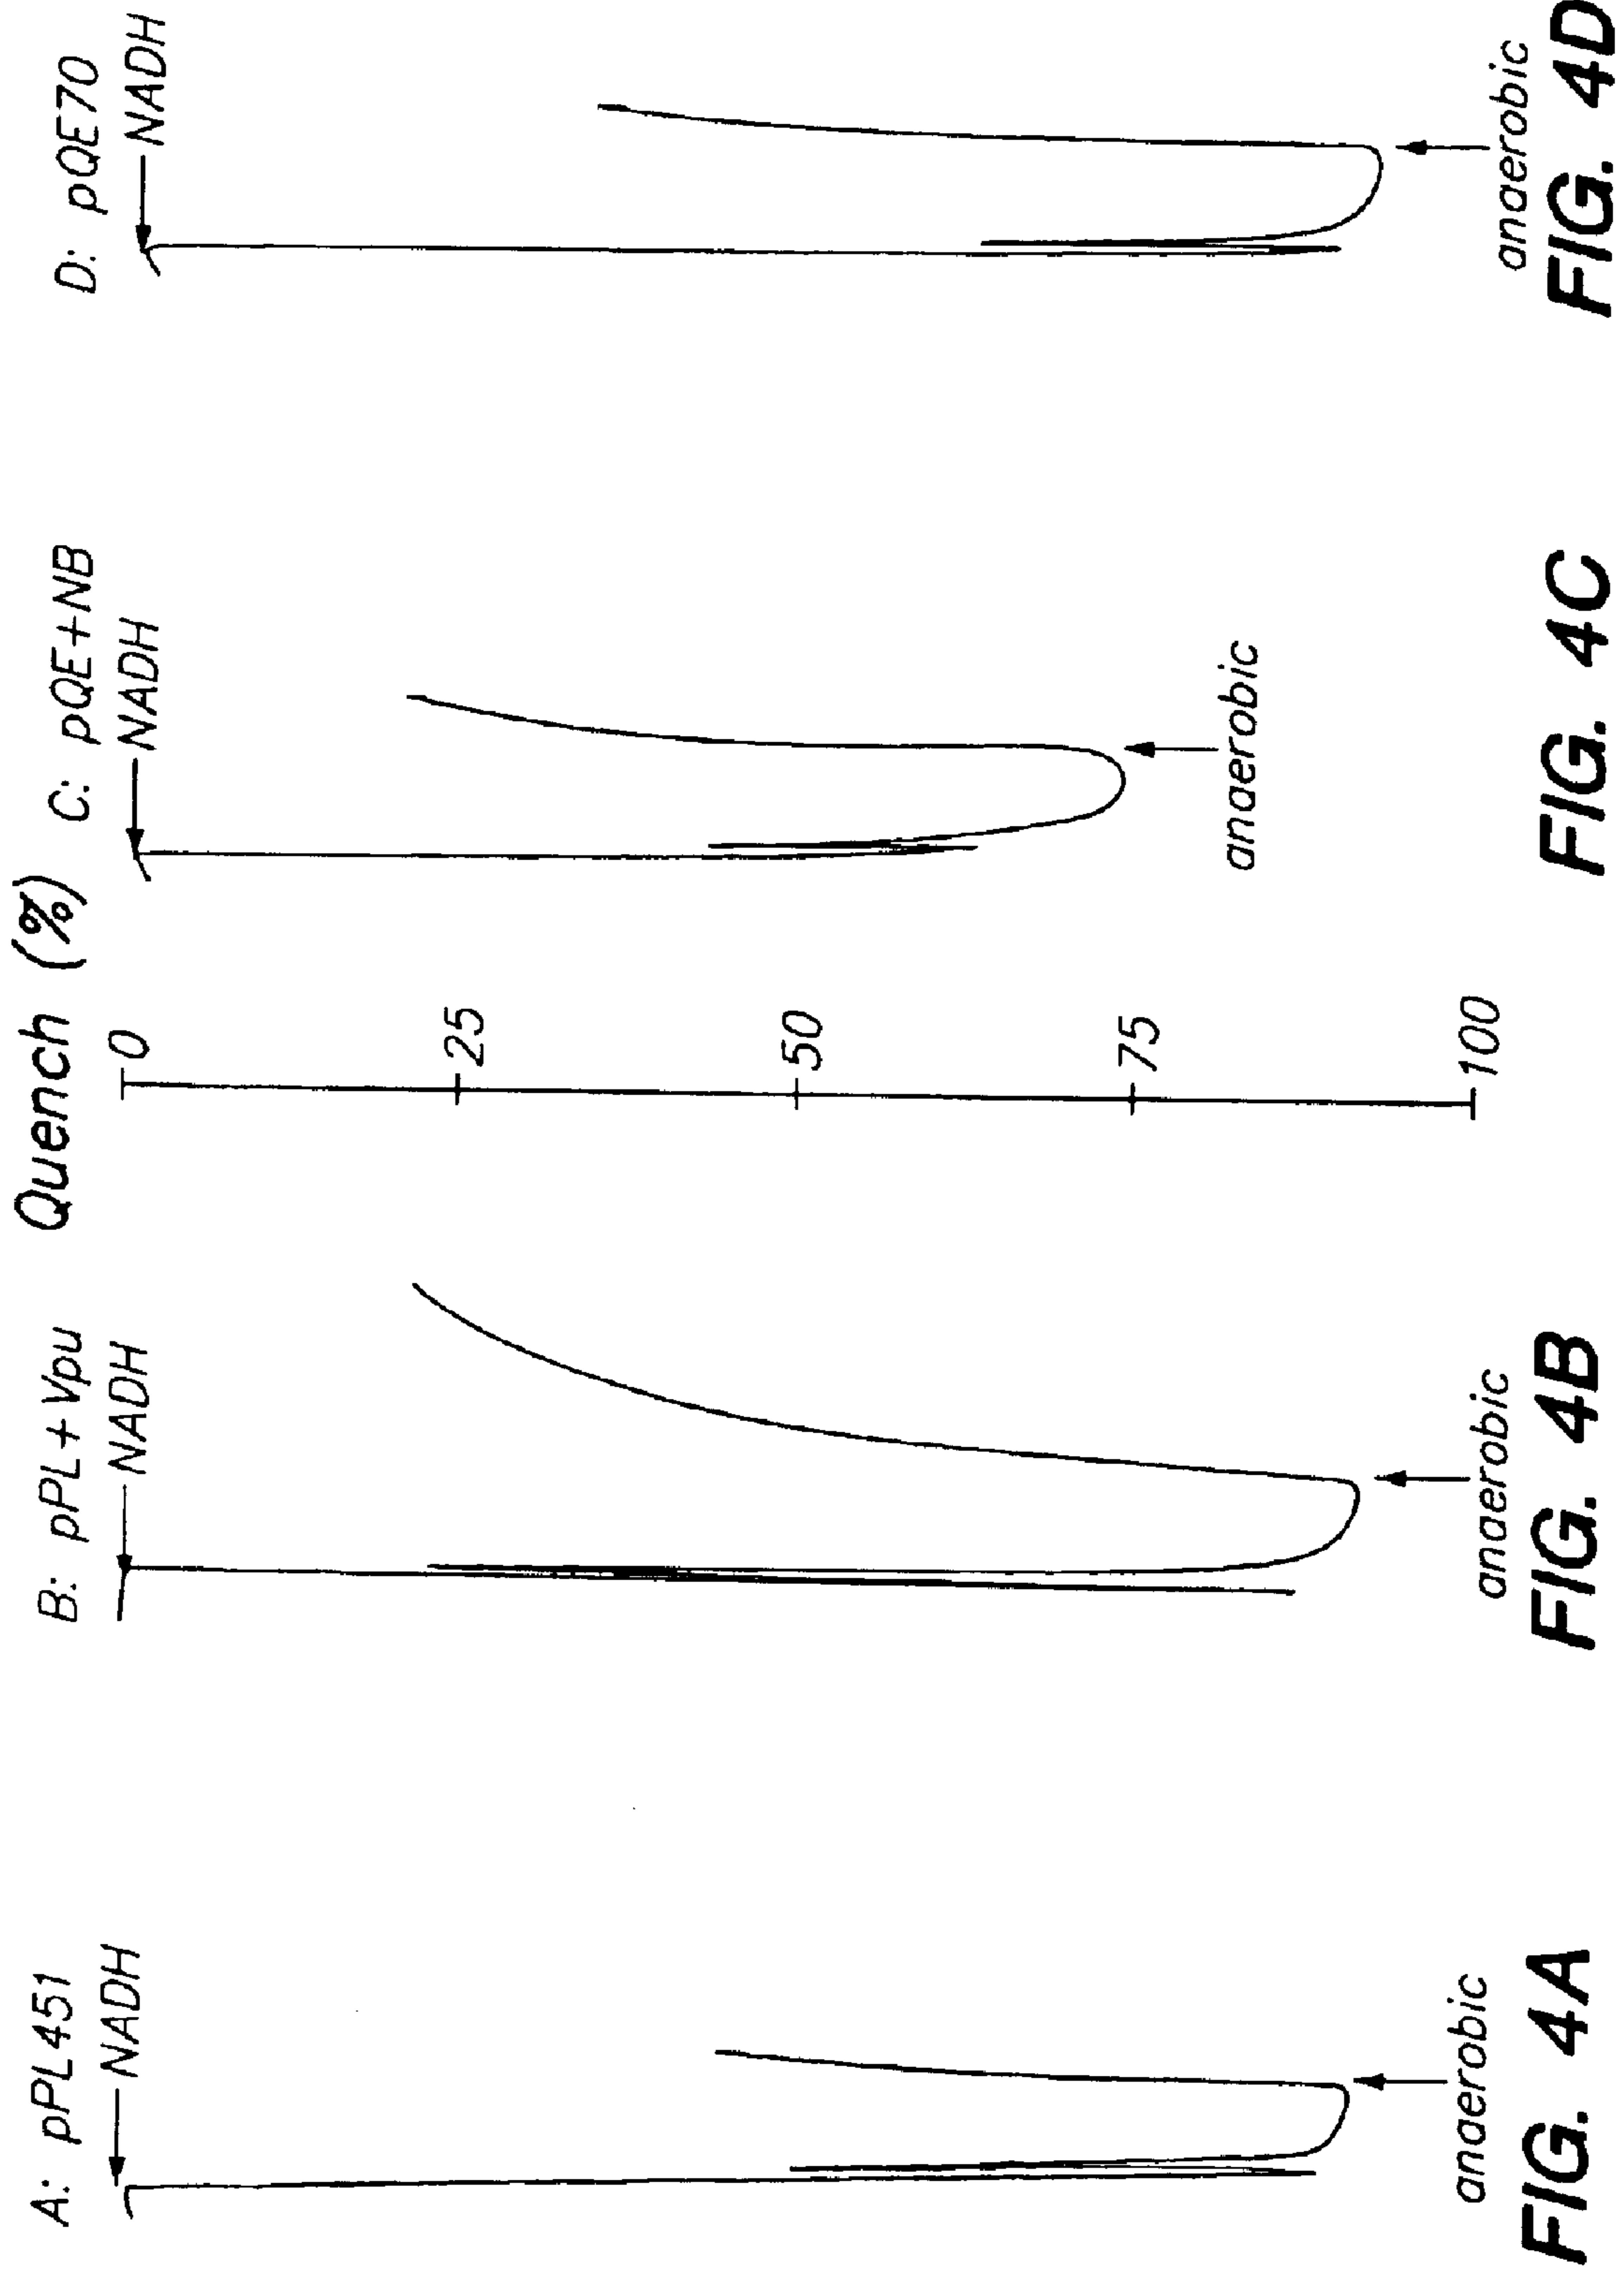 Quench (%)
A: pPL451
NADH
anaerobic
FIG. 4A
B: pPL+Vpu
NADH
anaerobic
FIG. 4B
0
25
50
75
100
C: pQE+NB
NADH
anaerobic
FIG. 4C
D: pQE70
NADH
anaerobic
FIG. 4D